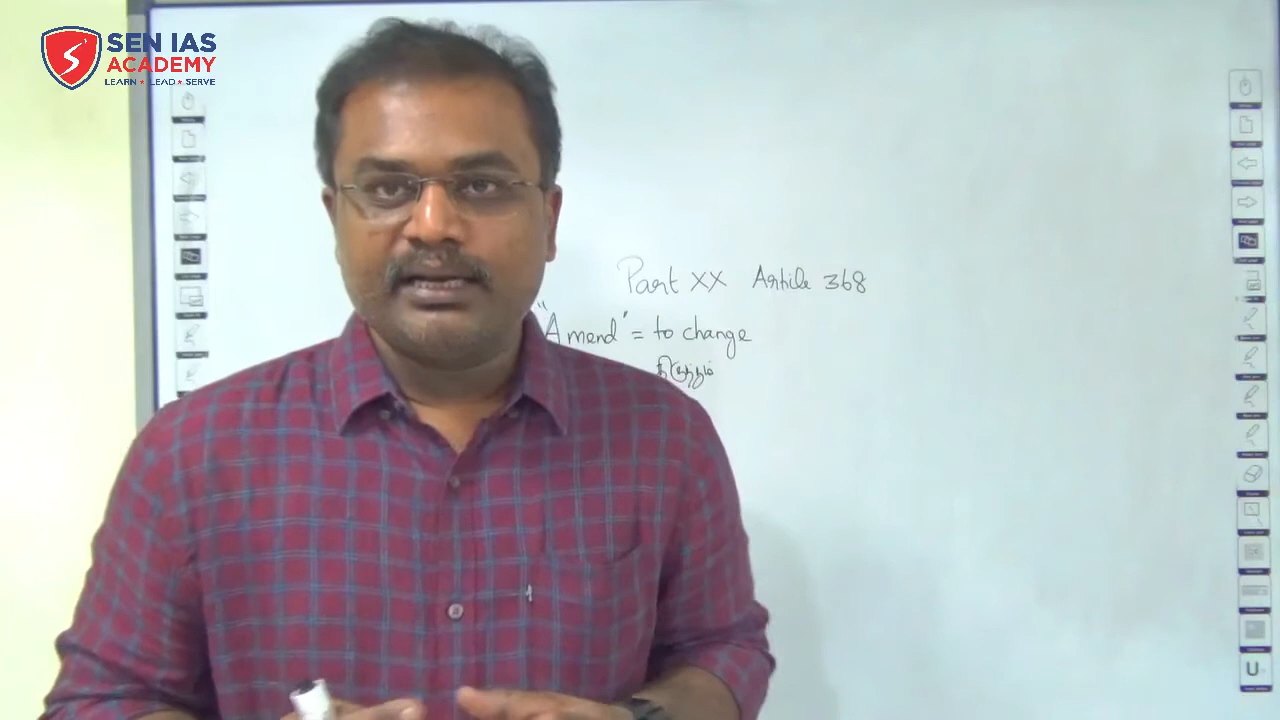 SEN IAS
ACADEMY
LEARN ★ LEAD ★ SERVE
Part XX Article 368
"Amend" = to change
U